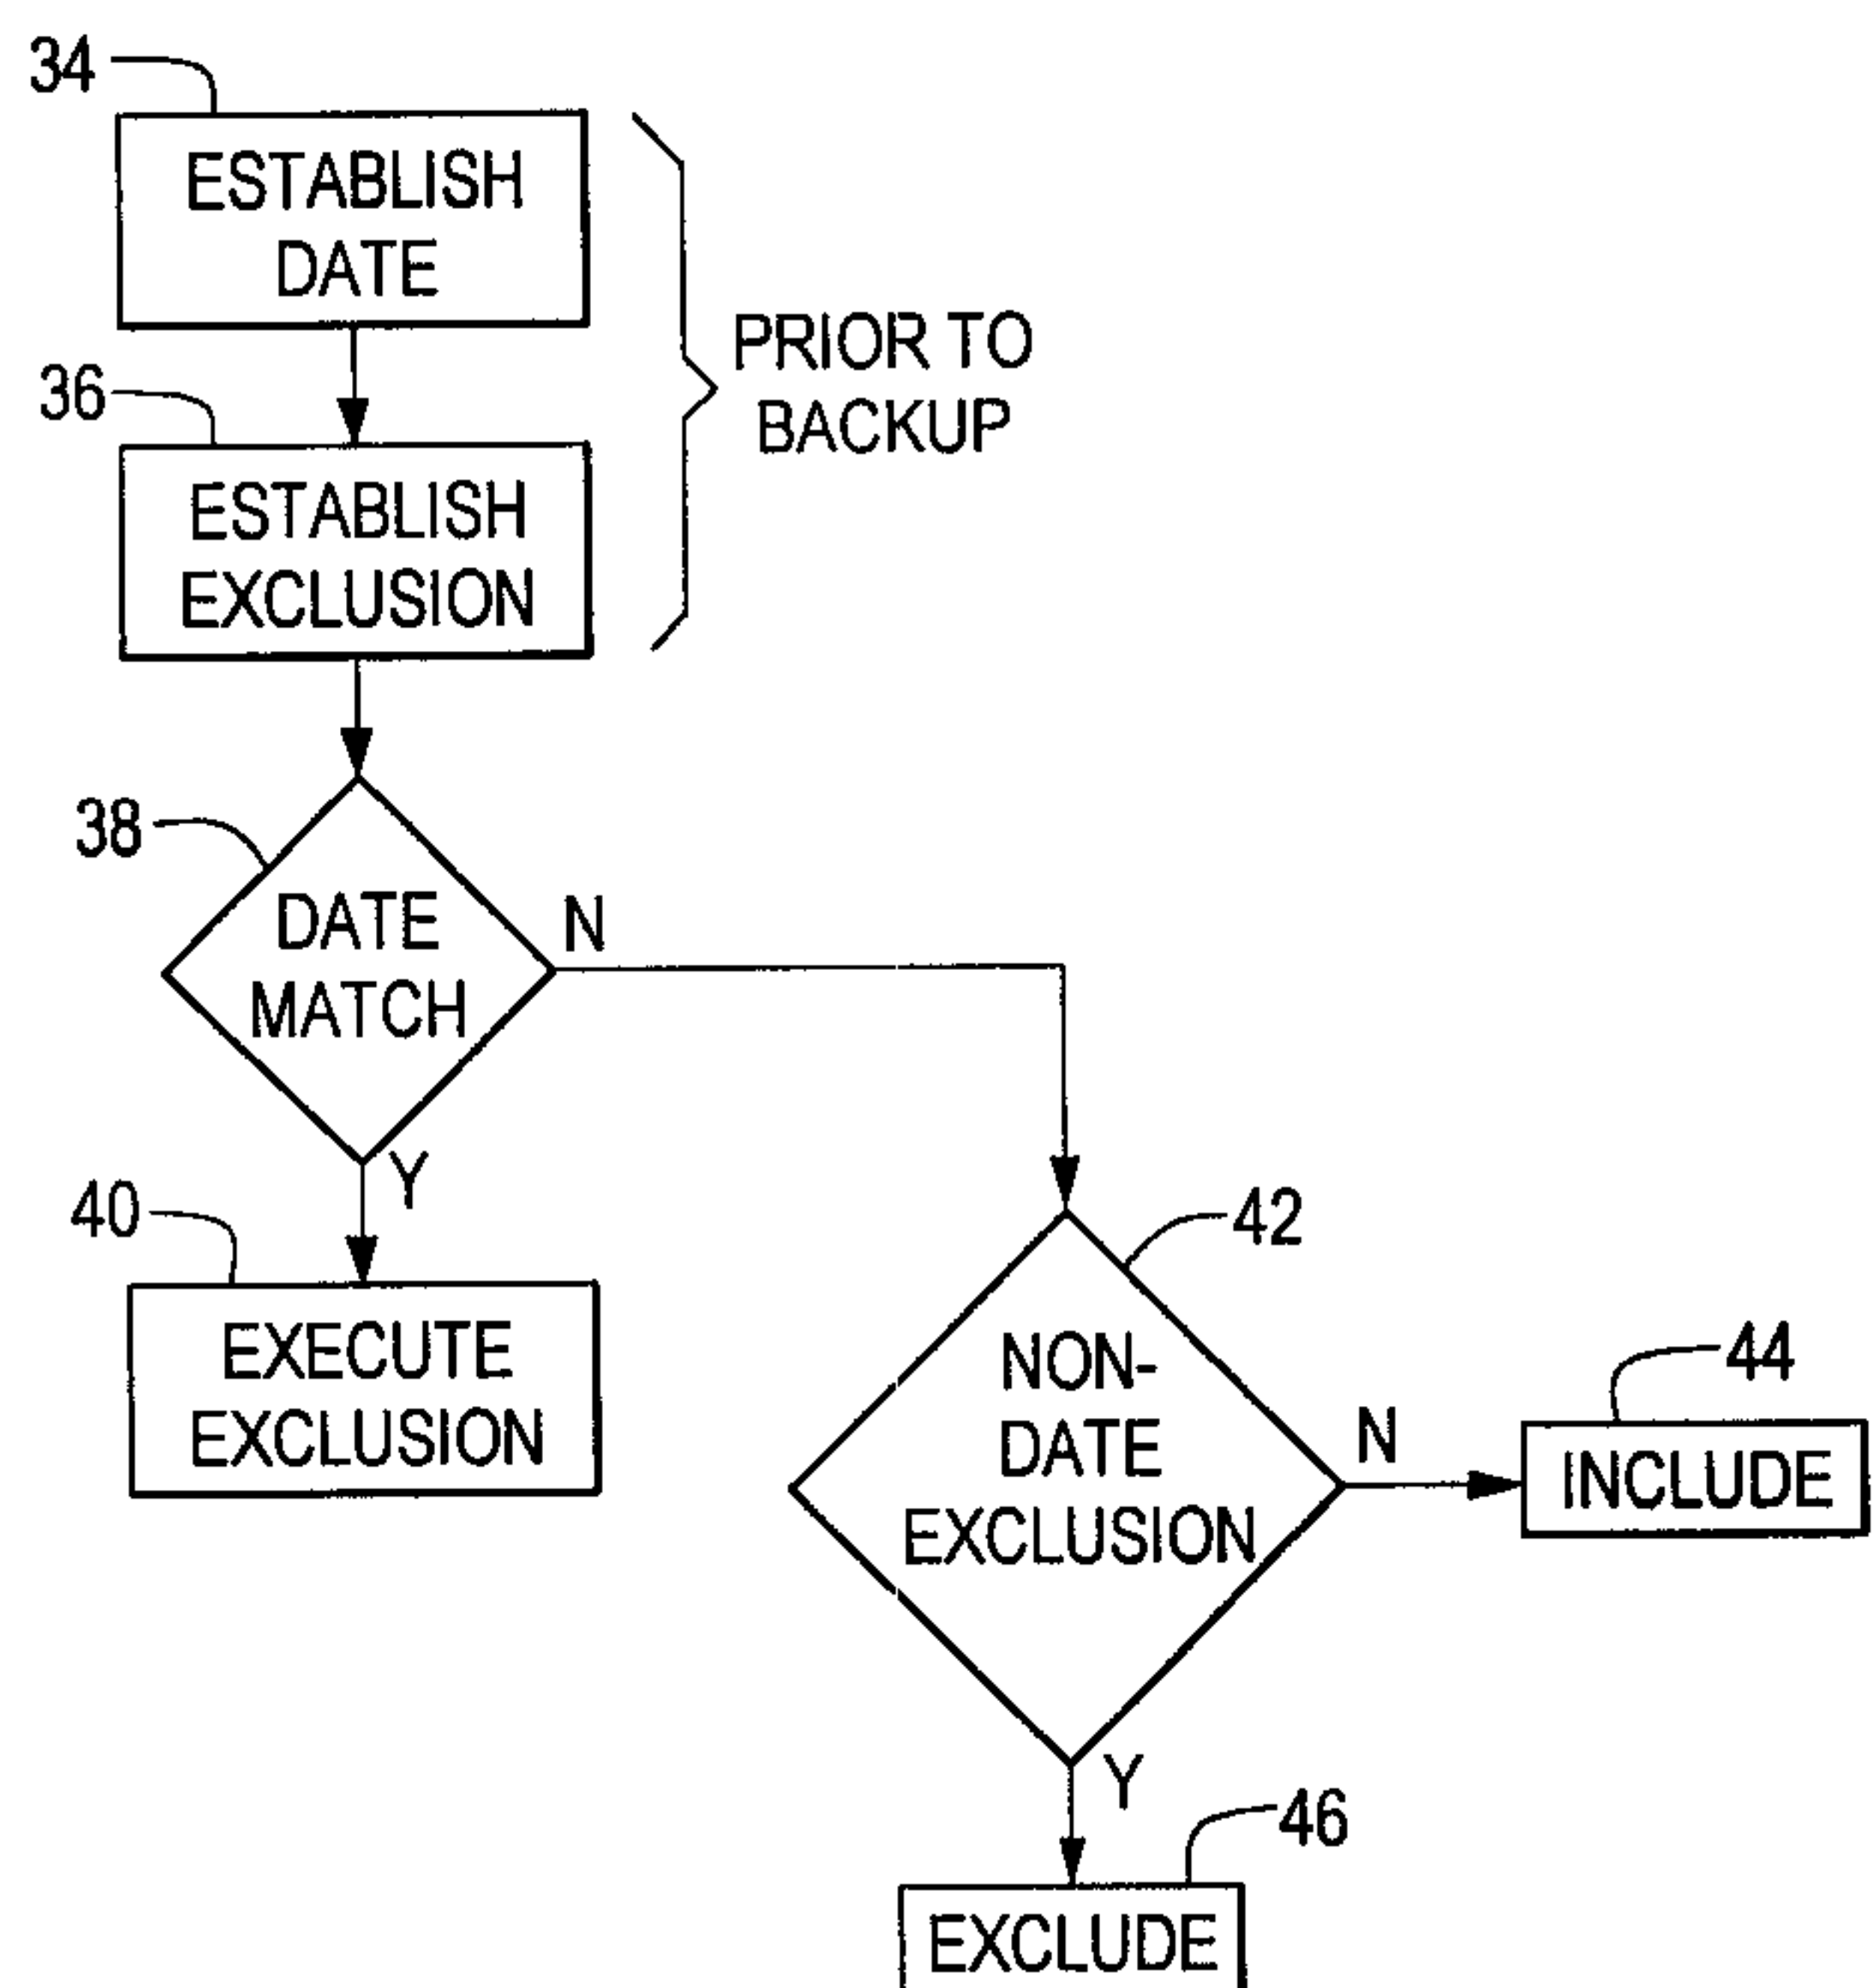 34
ESTABLISH
DATE
PRIOR TO
BACKUP
36
ESTABLISH
EXCLUSION
38
DATE
MATCH
N
Y
40
EXECUTE
EXCLUSION
42
NON-
DATE
EXCLUSION
N
44
INCLUDE
Y
46
EXCLUDE